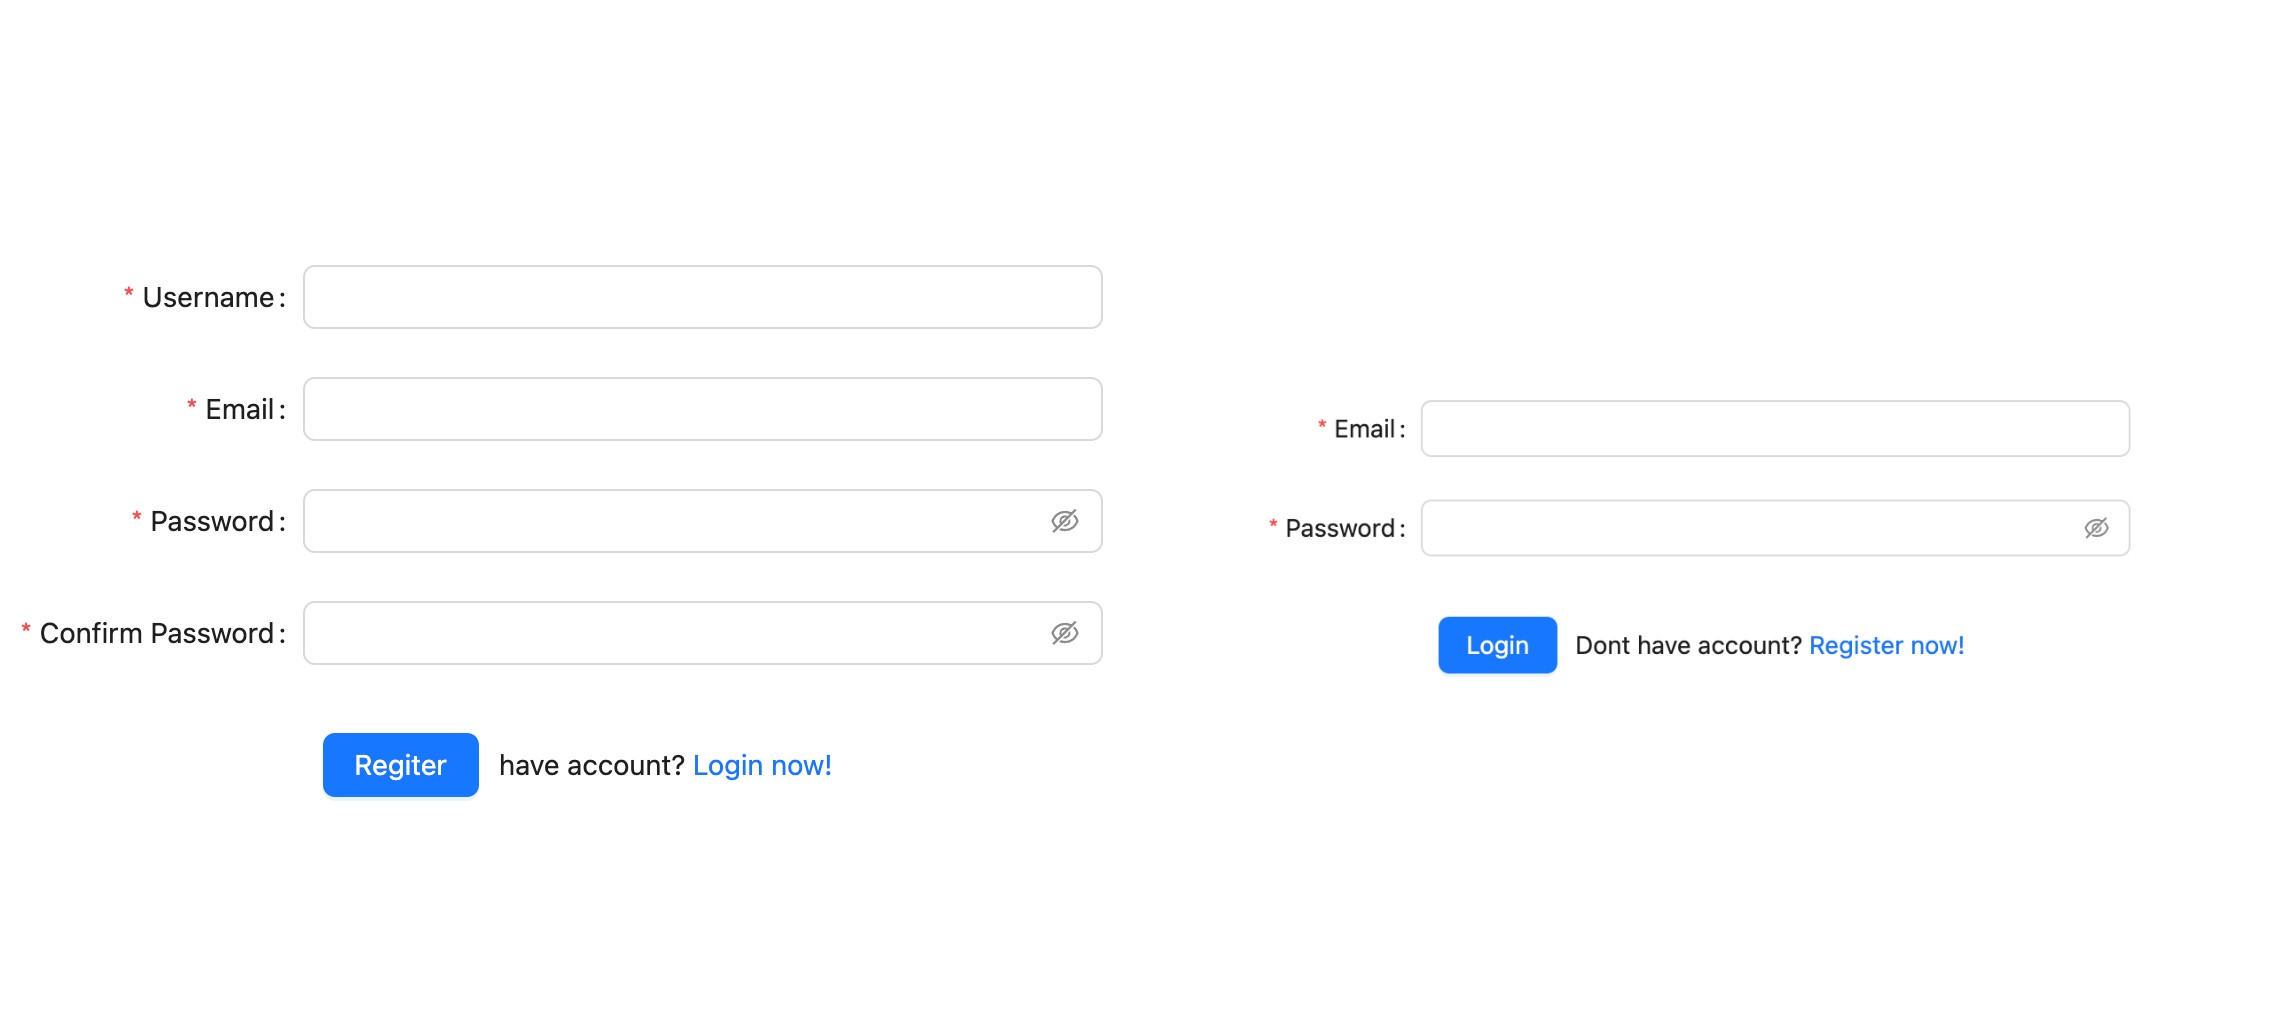 * Username:
* Email:
* Password:
* Confirm Password:
Regiter have account? Login now!
* Email:
* Password:
Login Dont have account? Register now!